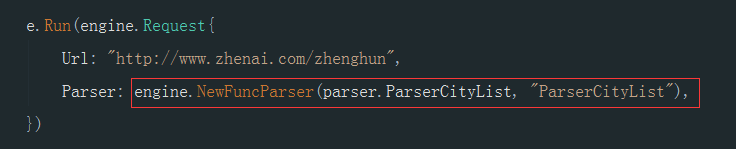 e.Run(engine.Request{
Url: "http://www.zhenai.com/zhenghun",
Parser: engine.NewFuncParser(parser.ParserCityList, "ParserCityList"),
})